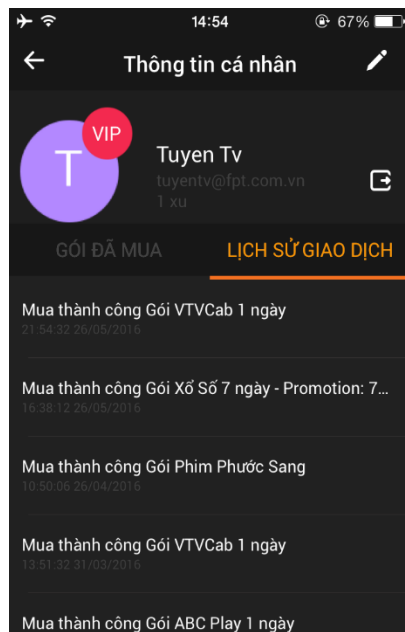 14:54
67%
Thông tin cá nhân
VIP
T
Tuyen Tv
tuyentv@fpt.com.vn
1 xu
GÓI ĐÃ MUA
LỊCH SỬ GIAO DỊCH
Mua thành công Gói VTVCab 1 ngày
21:54:32 26/05/2016
Mua thành công Gói Xổ Số 7 ngày - Promotion: 7...
16:38:12 26/05/2016
Mua thành công Gói Phim Phước Sang
10:50:06 26/04/2016
Mua thành công Gói VTVCab 1 ngày
13:51:32 31/03/2016
Mua thành công Gói ABC Play 1 ngày